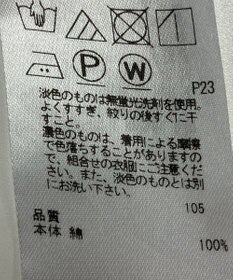 P W P23
淡色のものは無蛍光洗剤を使用。
よくすすぎ、絞りの後すぐに干
すこと。
濃色のものは、着用による摩擦
で色落ちすることがありますの
で、組合せの衣服にご注意くだ
さい。また、淡色のものとは別
にお洗い下さい。
105
品質
本体 綿 100%